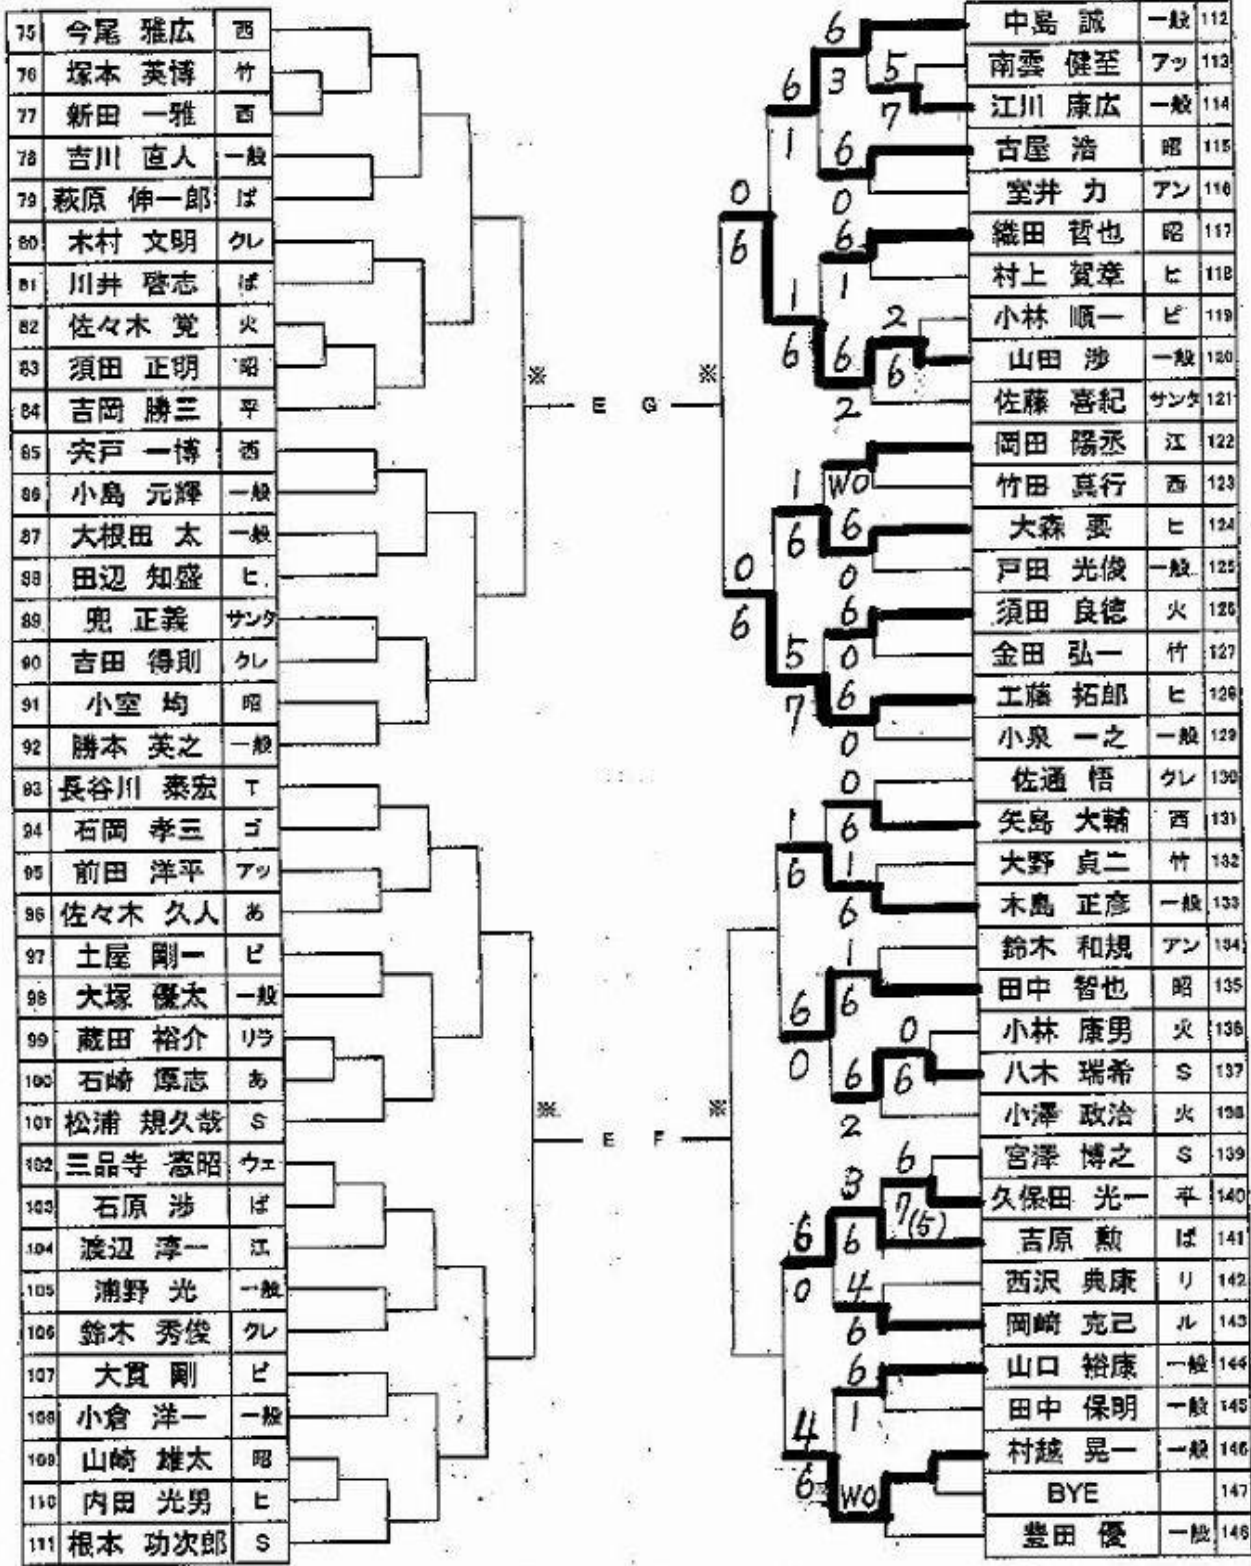 75 今尾 雅広 西
76 塚本 英博 竹
77 新田 一雅 西
78 吉川 直人 一般
79 萩原 伸一郎 ば
80 木村 文明 クレ
81 川井 啓志 ば
82 佐々木 覚 火
83 須田 正明 昭
84 吉岡 勝三 平
85 宍戸 一博 西
86 小島 元輝 一般
87 大根田 太 一般
88 田辺 知盛 ヒ
89 兜 正義 サンタ
90 吉田 得則 クレ
91 小室 均 昭
92 勝本 英之 一般
93 長谷川 泰宏 T
94 石岡 孝三 ゴ
95 前田 洋平 アッ
96 佐々木 久人 あ
97 土屋 剛一 ピ
98 大塚 優太 一般
99 蔵田 裕介 リラ
100 石崎 厚志 あ
101 松浦 規久哉 S
102 三品寺 憲昭 ウェ
103 石原 渉 ば
104 渡辺 淳一 江
105 浦野 光 一般
106 鈴木 秀俊 クレ
107 大貫 剛 ピ
108 小倉 洋一 一般
109 山崎 雄太 昭
110 内田 光男 ヒ
111 根本 功次郎 S
※
E
※
E
※
G
※
F
0
6
0
6
6
1
1
6
1
6
5
7
1
6
6
0
6
0
4
6
6
3
6
0
6
1
6
2
WO
6
0
6
0
6
0
0
6
1
6
1
6
6
2
3
6
4
6
6
1
WO
5
7
2
6
0
6
6
7(5)
中島 誠 一般 112
南雲 健至 アッ 113
江川 康広 一般 114
古屋 浩 昭 115
室井 力 アン 116
織田 哲也 昭 117
村上 賀章 ヒ 118
小林 順一 ピ 119
山田 渉 一般 120
佐藤 喜紀 サンタ 121
岡田 陽丞 江 122
竹田 真行 西 123
大森 要 ヒ 124
戸田 光俊 一般 125
須田 良徳 火 126
金田 弘一 竹 127
工藤 拓郎 ヒ 128
小泉 一之 一般 129
佐通 悟 クレ 130
矢島 大輔 西 131
大野 貞二 竹 132
木島 正彦 一般 133
鈴木 和規 アン 134
田中 智也 昭 135
小林 康男 火 136
八木 瑞希 S 137
小澤 政治 火 138
宮澤 博之 S 139
久保田 光一 平 140
吉原 勲 ば 141
西沢 典康 リ 142
岡崎 克己 ル 143
山口 裕康 一般 144
田中 保明 一般 145
村越 晃一 一般 146
BYE 147
豊田 優 一般 148